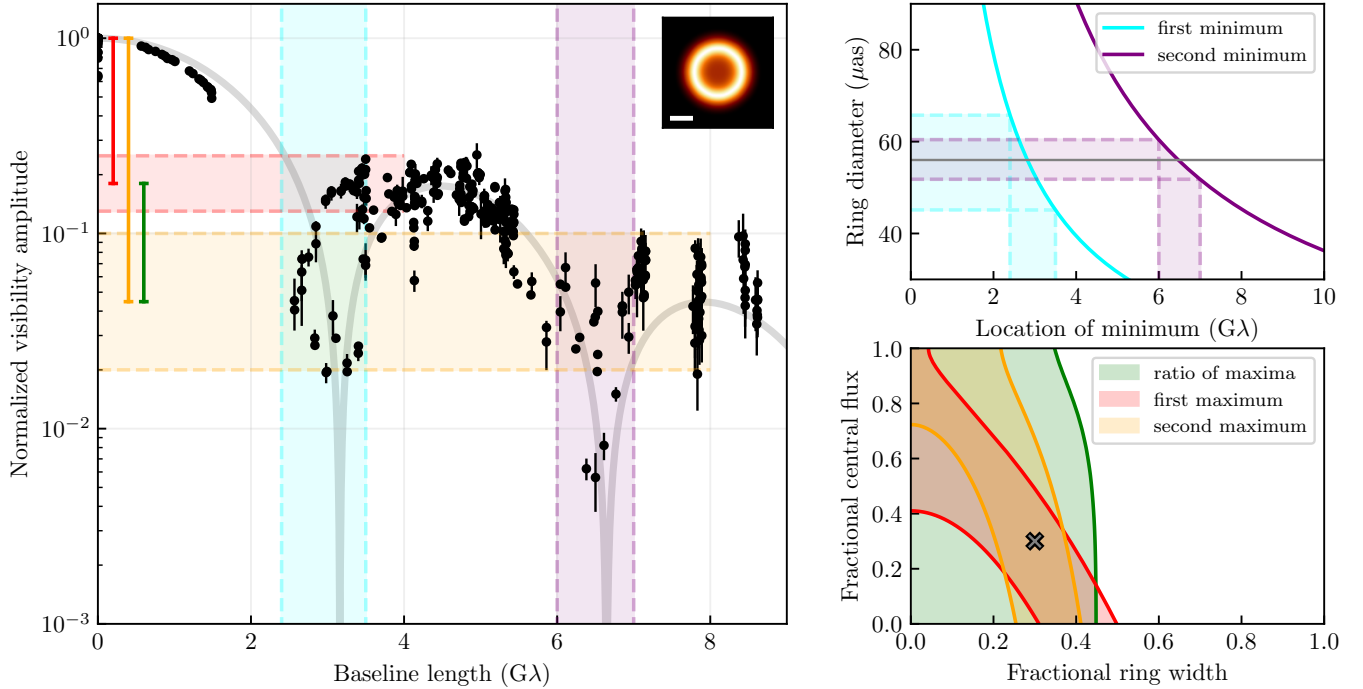 10⁰
10⁻¹
10⁻²
10⁻³
Normalized visibility amplitude
0
2
4
6
8
Baseline length (Gλ)
80
60
40
Ring diameter (μas)
first minimum
second minimum
0
2
4
6
8
10
Location of minimum (Gλ)
1.0
0.8
0.6
0.4
0.2
0.0
Fractional central flux
ratio of maxima
first maximum
second maximum
0.0
0.2
0.4
0.6
0.8
1.0
Fractional ring width